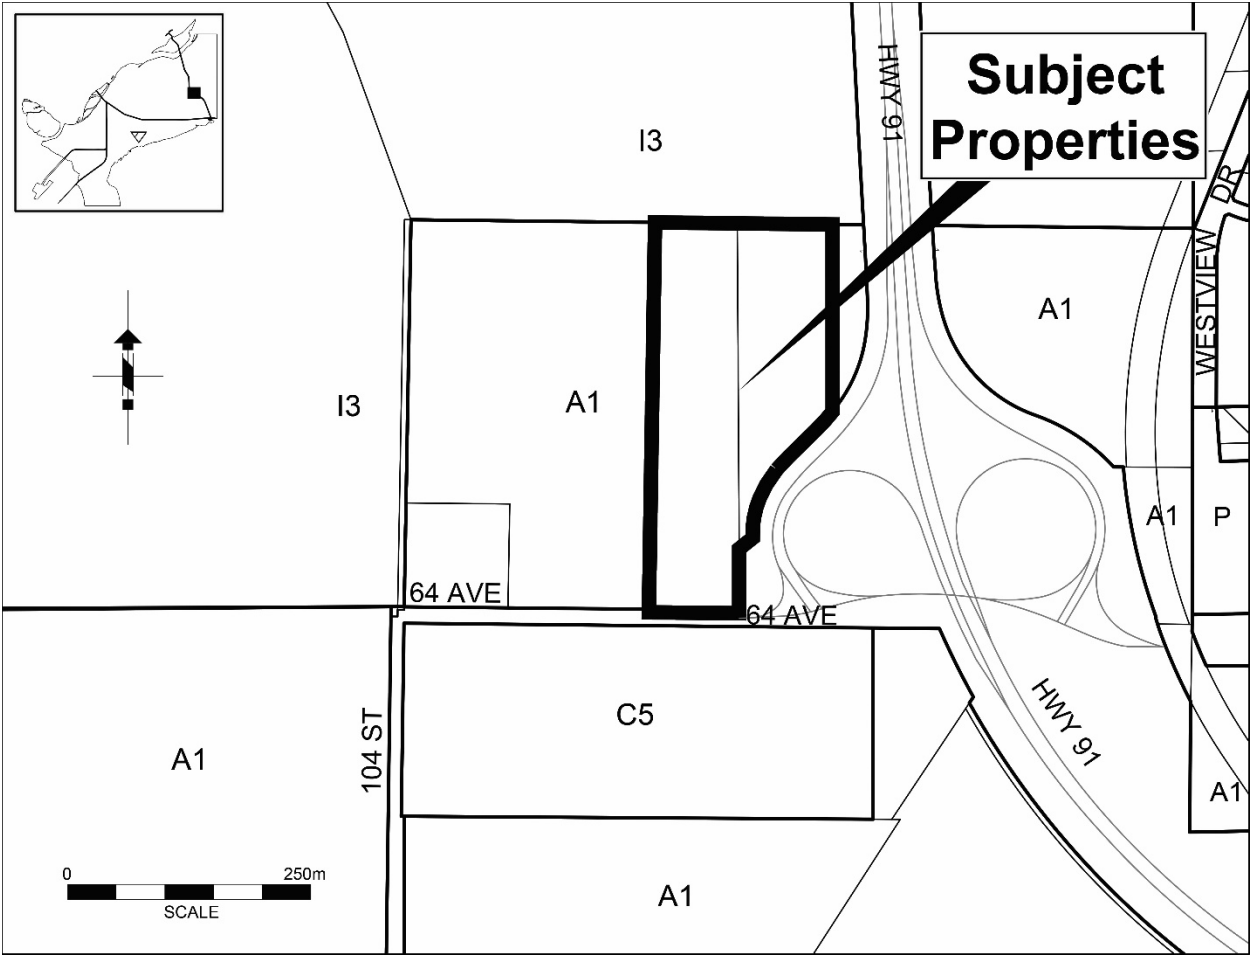 Subject
Properties
HWY 91
I3
WESTVIEW DR
A1
I3
A1
A1
P
64 AVE
64 AVE
C5
HWY 91
104 ST
A1
A1
0 250m
SCALE
A1